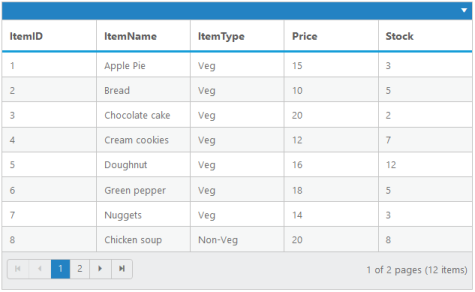 ItemID ItemName ItemType Price Stock
1 Apple Pie Veg 15 3
2 Bread Veg 10 5
3 Chocolate cake Veg 20 2
4 Cream cookies Veg 12 7
5 Doughnut Veg 16 12
6 Green pepper Veg 18 5
7 Nuggets Veg 14 3
8 Chicken soup Non-Veg 20 8
1 2 1 of 2 pages (12 items)